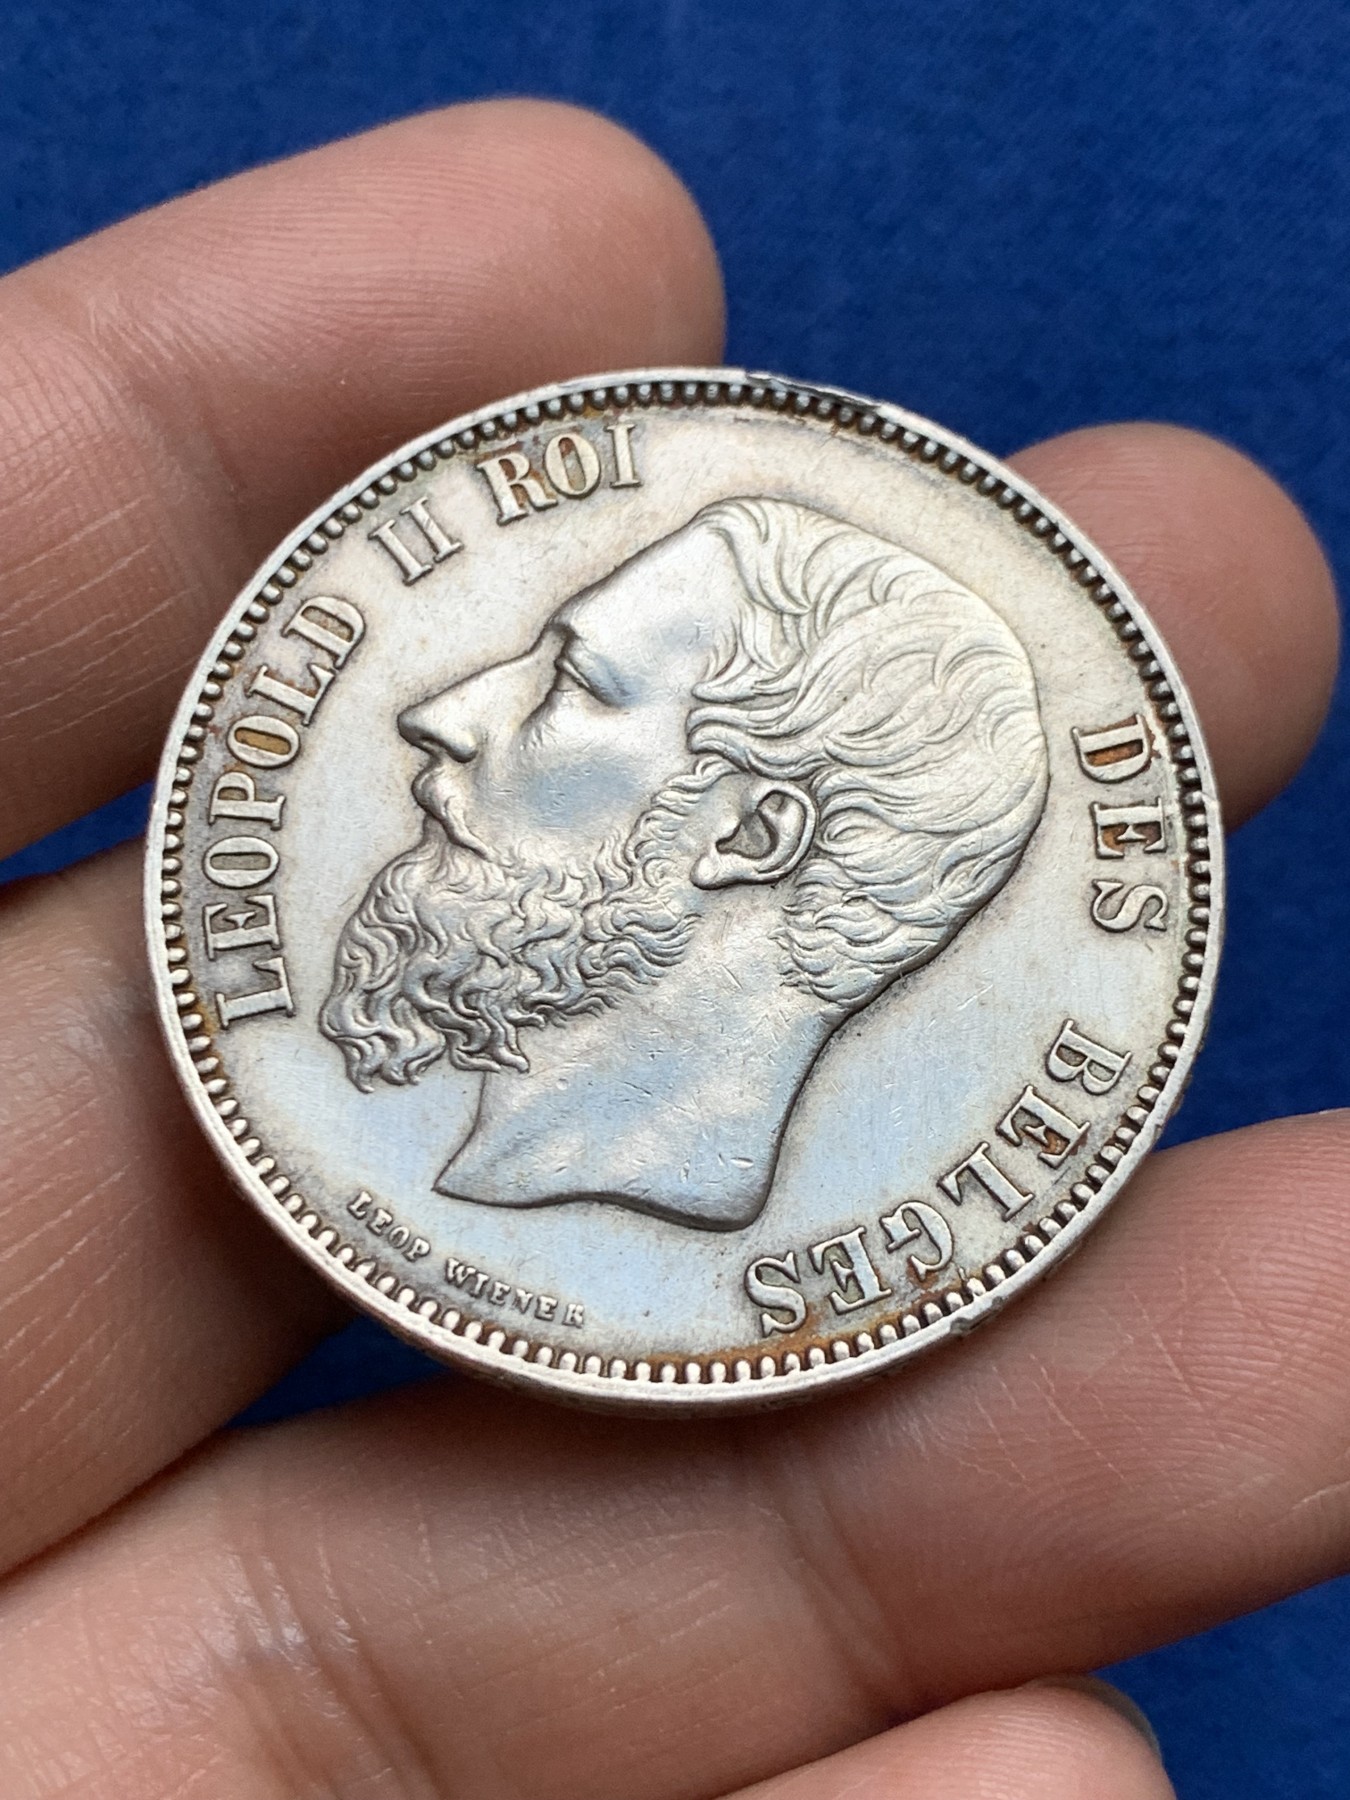 LEOPOLD II ROI DES BELGES
LEOP WIENER